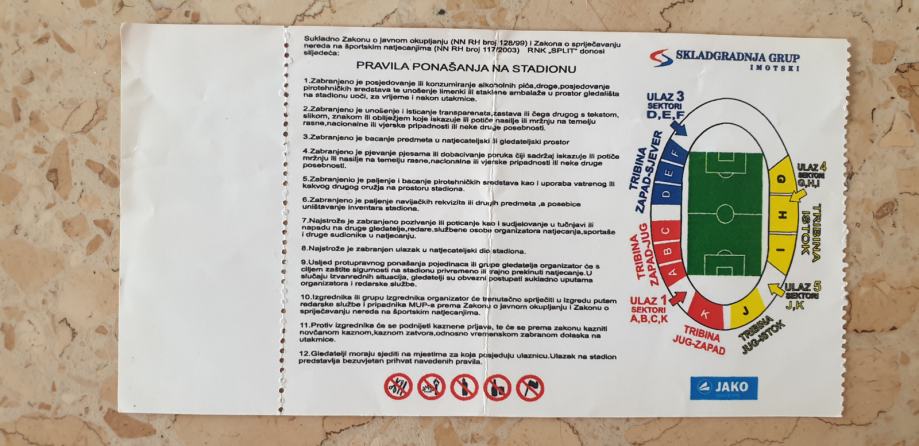 Sukladno Zakonu o javnom okupljanju (NN RH broj 128/99) i Zakona o spriječavanju
nereda na športskim natjecanjima (NN RH broj 117/2003) RNK „SPLIT" donosi
slijedeća:
PRAVILA PONAŠANJA NA STADIONU
1.Zabranjeno je posjedovanje ili konzumiranje alkoholnih pića,droge,posjedovanje
pirotehničkih sredstava te unošenje limenki ili staklene ambalaže u prostor gledališta
na stadionu uoči, za vrijeme i nakon utakmice.
2.Zabranjeno je unošenje i isticanje transparenata,zastava ili čega drugog s tekstom,
slikom, znakom ili obilježjem koje iskazuje ili potiče nasilje ili mržnju na temelju
rasne,nacionalne ili vjerske pripadnosti ili neke druge posebnosti.
3.Zabranjeno je bacanje predmeta u natjecateljski ili gledateljski prostor
4.Zabranjeno je pjevanje pjesama ili dobacivanje poruka čiji sadržaj iskazuje ili potiče
mržnju ili nasilje na temelju rasne,nacionalne ili vjerske pripadnosti ili neke druge
posebnosti.
5.Zabranjenio je paljenje i bacanje pirotehničkih sredstava kao i uporaba vatrenog ili
kakvog drugog oružja na prostoru stadiona.
6.Zabranjeno je paljenje navijačkih rekvizita ili drugih predmeta ,a posebice
uništavanje inventara stadiona.
7.Najstrože je zabranjeno pozivanje ili poticanje kao i sudjelovanje u tučnjavi ili
napadu na druge gledatelje,redare,službene osobe organizatora natjecanja,sportaše
i druge sudionike u natjecanju.
8.Najstrože je zabranjen ulazak u natjecateljski dio stadiona.
9.Usljed protupravnog ponašanja pojedinaca ili grupe gledatelja organizator će s
ciljem zaštite sigurnosti na stadionu privremeno ili trajno prekinuti natjecanje.U
slučaju izvanrednih situacija, gledatelji su obvezni postupati sukladno uputama
organizatora i redarske službe.
10.Izgrednika ili grupu izgrednika organizator će trenutačno spriječiti u izgredu putem
redarske službe i pripadnika MUP-a prema Zakonu o javnom okupljanju i Zakonu o
spriječavanju nereda na športskim natjecanjima.
11.Protiv izgrednika će se podnijeti kaznene prijave, te će se prema zakonu kazniti
novčanom kaznom,kaznom zatvora,odnosno vremenskom zabranom dolaska na
utakmice.
12.Gledatelji moraju sjediti na mjestima za koja posjeduju ulaznicu.Ulazak na stadion
predstavlja bezuvjetan prihvat navedenih pravila.
SKLADGRADNJA GRUP
IMOTSKI
ULAZ 3
SEKTORI
D,E,F
TRIBINA
ZAPAD-SJEVER
D E F
ULAZ 4
SEKTORI
G,H,I
G
H
I
TRIBINA
ISTOK
TRIBINA
ZAPAD-JUG
A B C
ULAZ 1
SEKTORI
A,B,C,K
K
J
ULAZ 5
SEKTORI
J,K
TRIBINA
JUG-ZAPAD
TRIBINA
JUG-ISTOK
JAKO